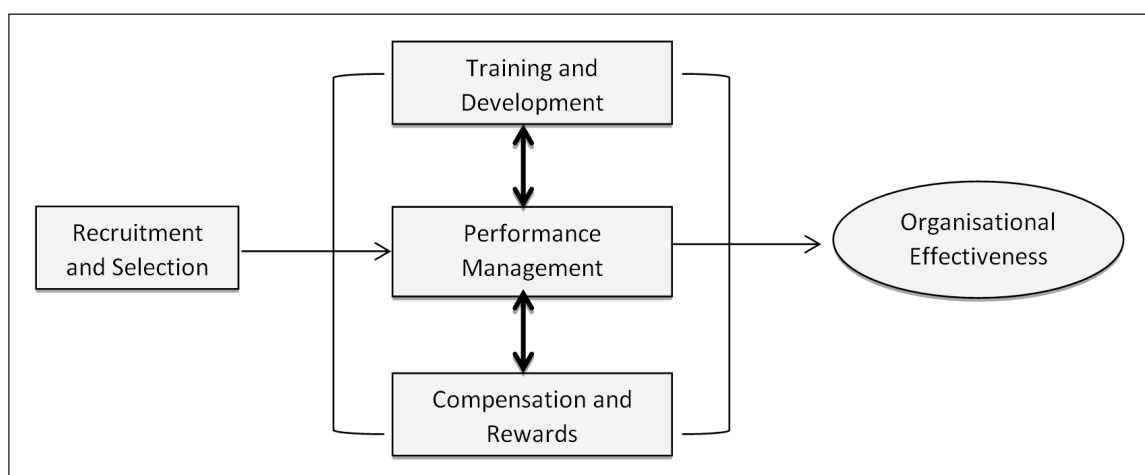 Training and
Development
Recruitment
and Selection
Performance
Management
Organisational
Effectiveness
Compensation and
Rewards